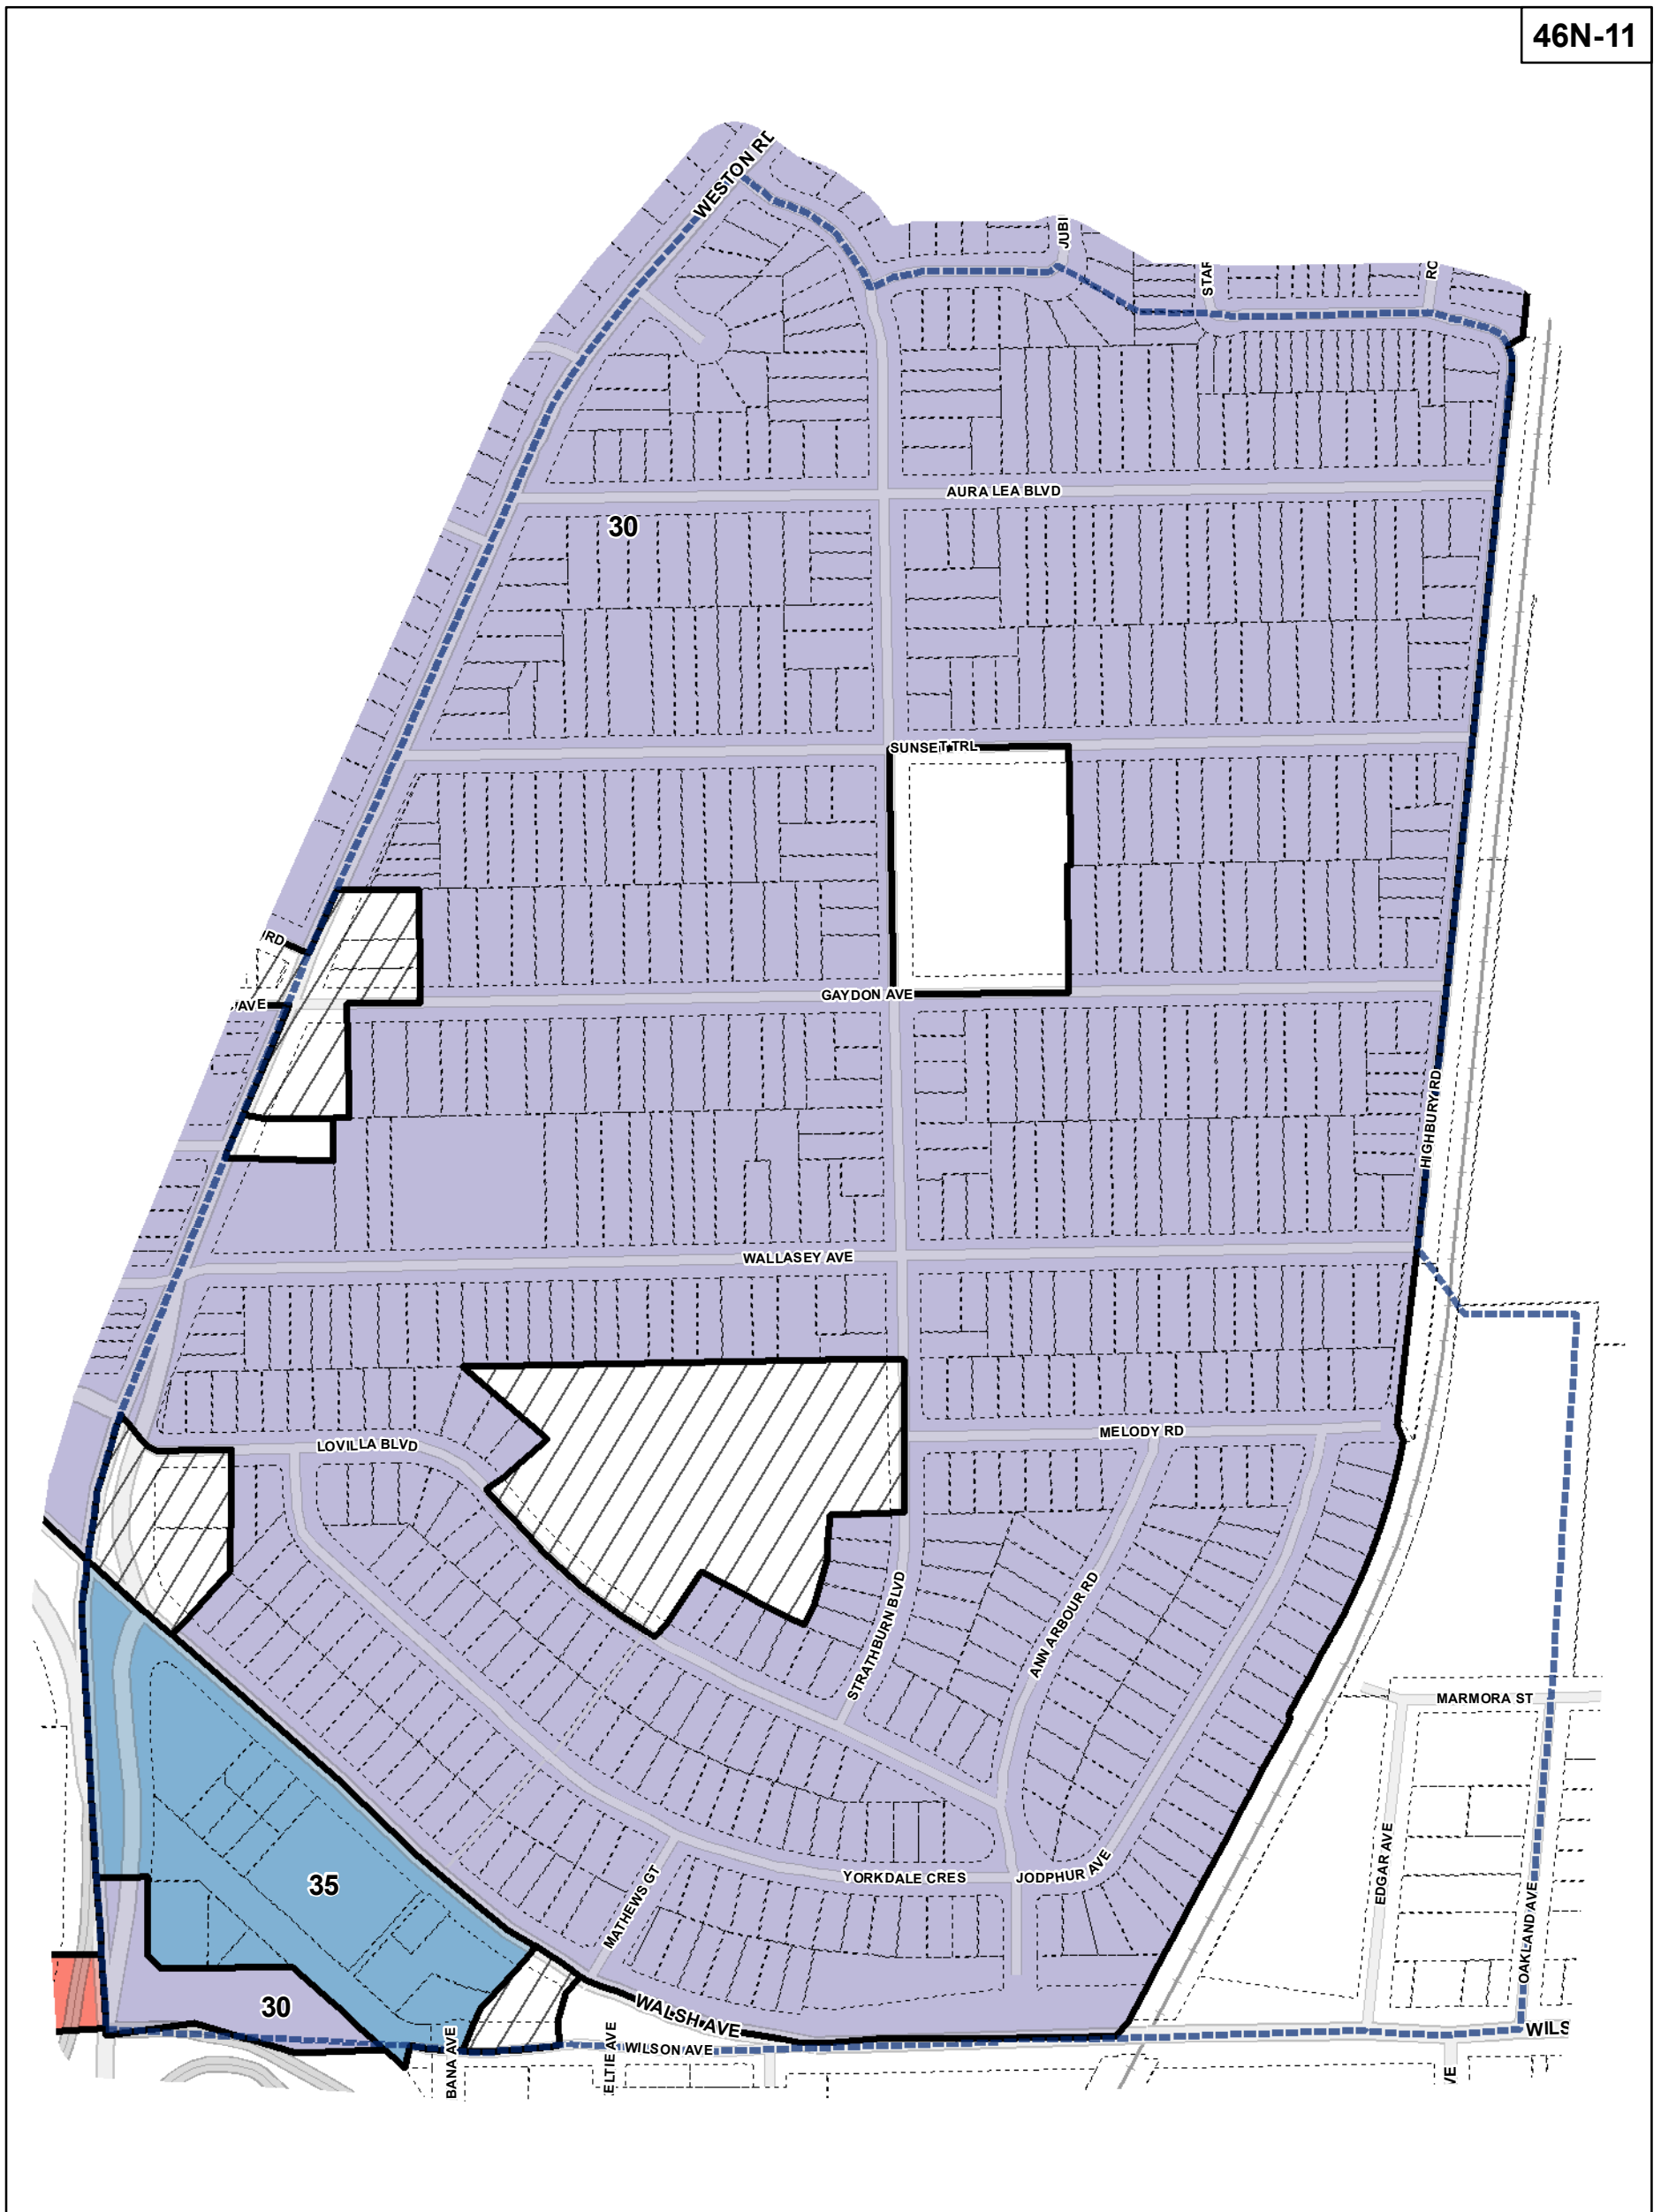 46N-11
WESTON RD
JUBI
STAR
RO
AURA LEA BLVD
30
SUNSET TRL
RD
AVE
GAYDON AVE
HIGHBURY RD
WALLASEY AVE
MELODY RD
LOVILLA BLVD
STRATHBURN BLVD
ANN ARBOUR RD
MARMORA ST
YORKDALE CRES
JODPHUR AVE
EDGAR AVE
35
MATHEWS GT
OAKLAND AVE
30
WALSH AVE
WILS
BANA AVE
ELTIE AVE
WILSON AVE
VE